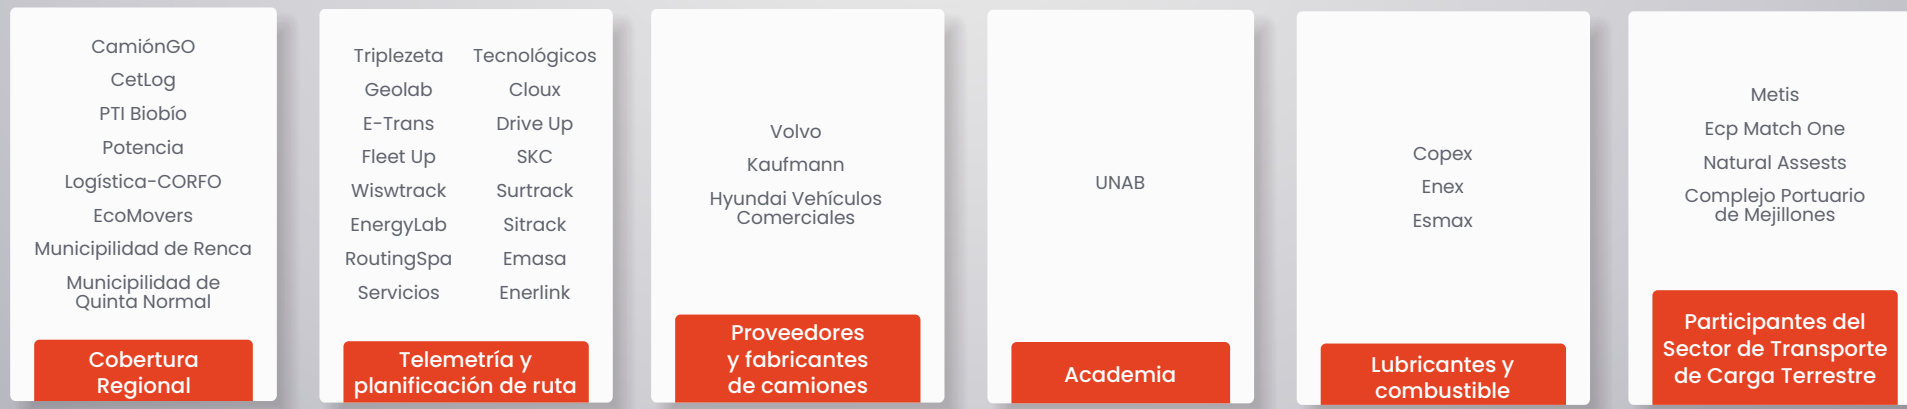 CamiónGO
CetLog
PTI Biobío
Potencia
Logística-CORFO
EcoMovers
Municipilidad de Renca
Municipilidad de
Quinta Normal
Cobertura
Regional
Triplezeta
Geolab
E-Trans
Fleet Up
Wiswtrack
EnergyLab
RoutingSpa
Servicios
Tecnológicos
Cloux
Drive Up
SKC
Surtrack
Sitrack
Emasa
Enerlink
Telemetría y
planificación de ruta
Volvo
Kaufmann
Hyundai Vehículos
Comerciales
Proveedores
y fabricantes
de camiones
UNAB
Academia
Copex
Enex
Esmax
Lubricantes y
combustible
Metis
Ecp Match One
Natural Assests
Complejo Portuario
de Mejillones
Participantes del
Sector de Transporte
de Carga Terrestre